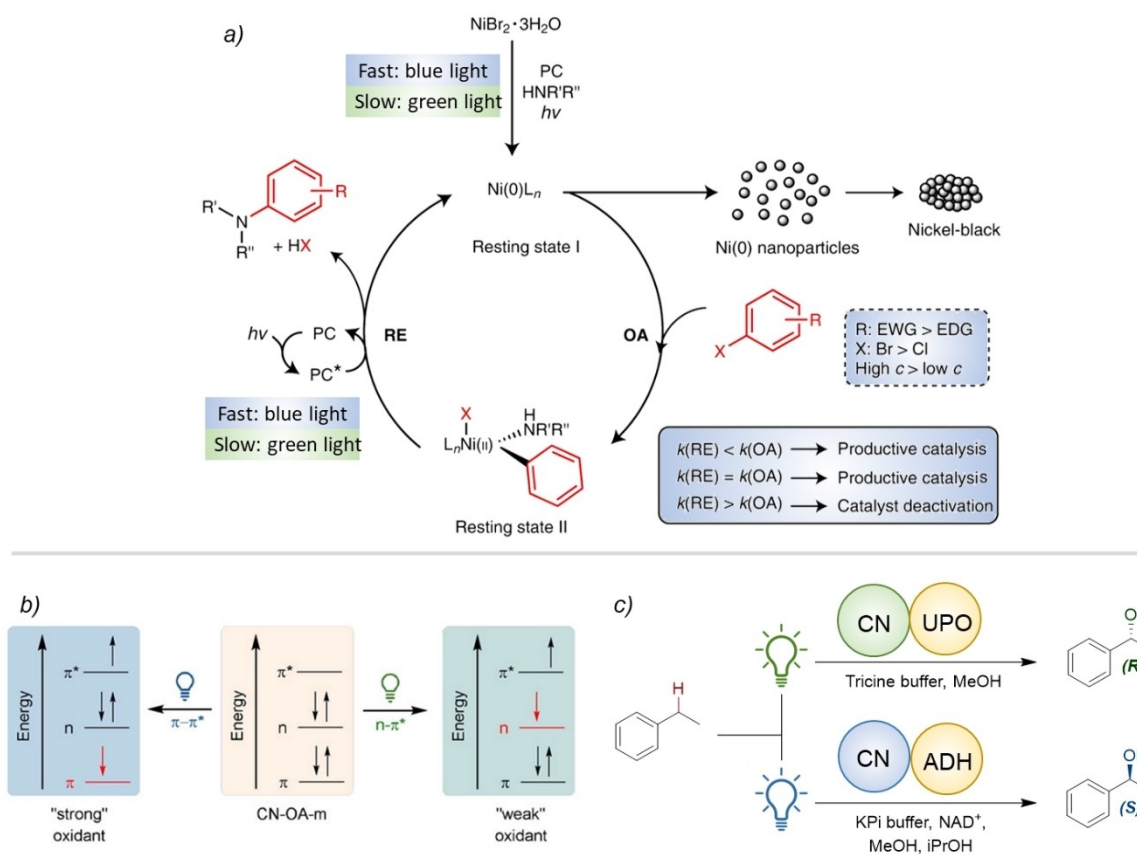 a)
NiBr₂·3H₂O
Fast: blue light
Slow: green light
PC
HNR'R"
hν
R
R'
N
R"
+ HX
Ni(0)Lₙ
Resting state I
Ni(0) nanoparticles
Nickel-black
hν
PC
PC*
RE
OA
R
X
R: EWG > EDG
X: Br > Cl
High c > low c
Fast: blue light
Slow: green light
X
H
LₙNi(II)
NR'R"
Resting state II
k(RE) < k(OA) → Productive catalysis
k(RE) = k(OA) → Productive catalysis
k(RE) > k(OA) → Catalyst deactivation
b)
Energy
π*
n
π
"strong"
oxidant
π–π*
Energy
π*
n
π
CN-OA-m
n-π*
Energy
π*
n
π
"weak"
oxidant
c)
H
CN UPO
Tricine buffer, MeOH
O
(R
CN ADH
KPi buffer, NAD⁺,
MeOH, iPrOH
O
(S)